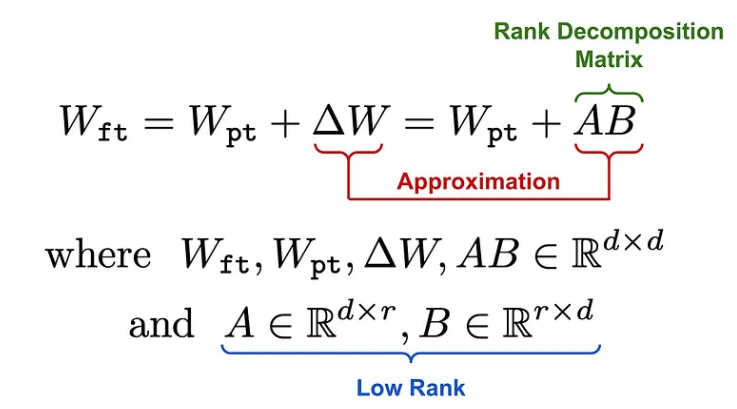 Rank Decomposition
Matrix
W_ft = W_pt + ΔW = W_pt + AB
Approximation
where W_ft, W_pt, ΔW, AB ∈ ℝ^{d×d}
and A ∈ ℝ^{d×r}, B ∈ ℝ^{r×d}
Low Rank